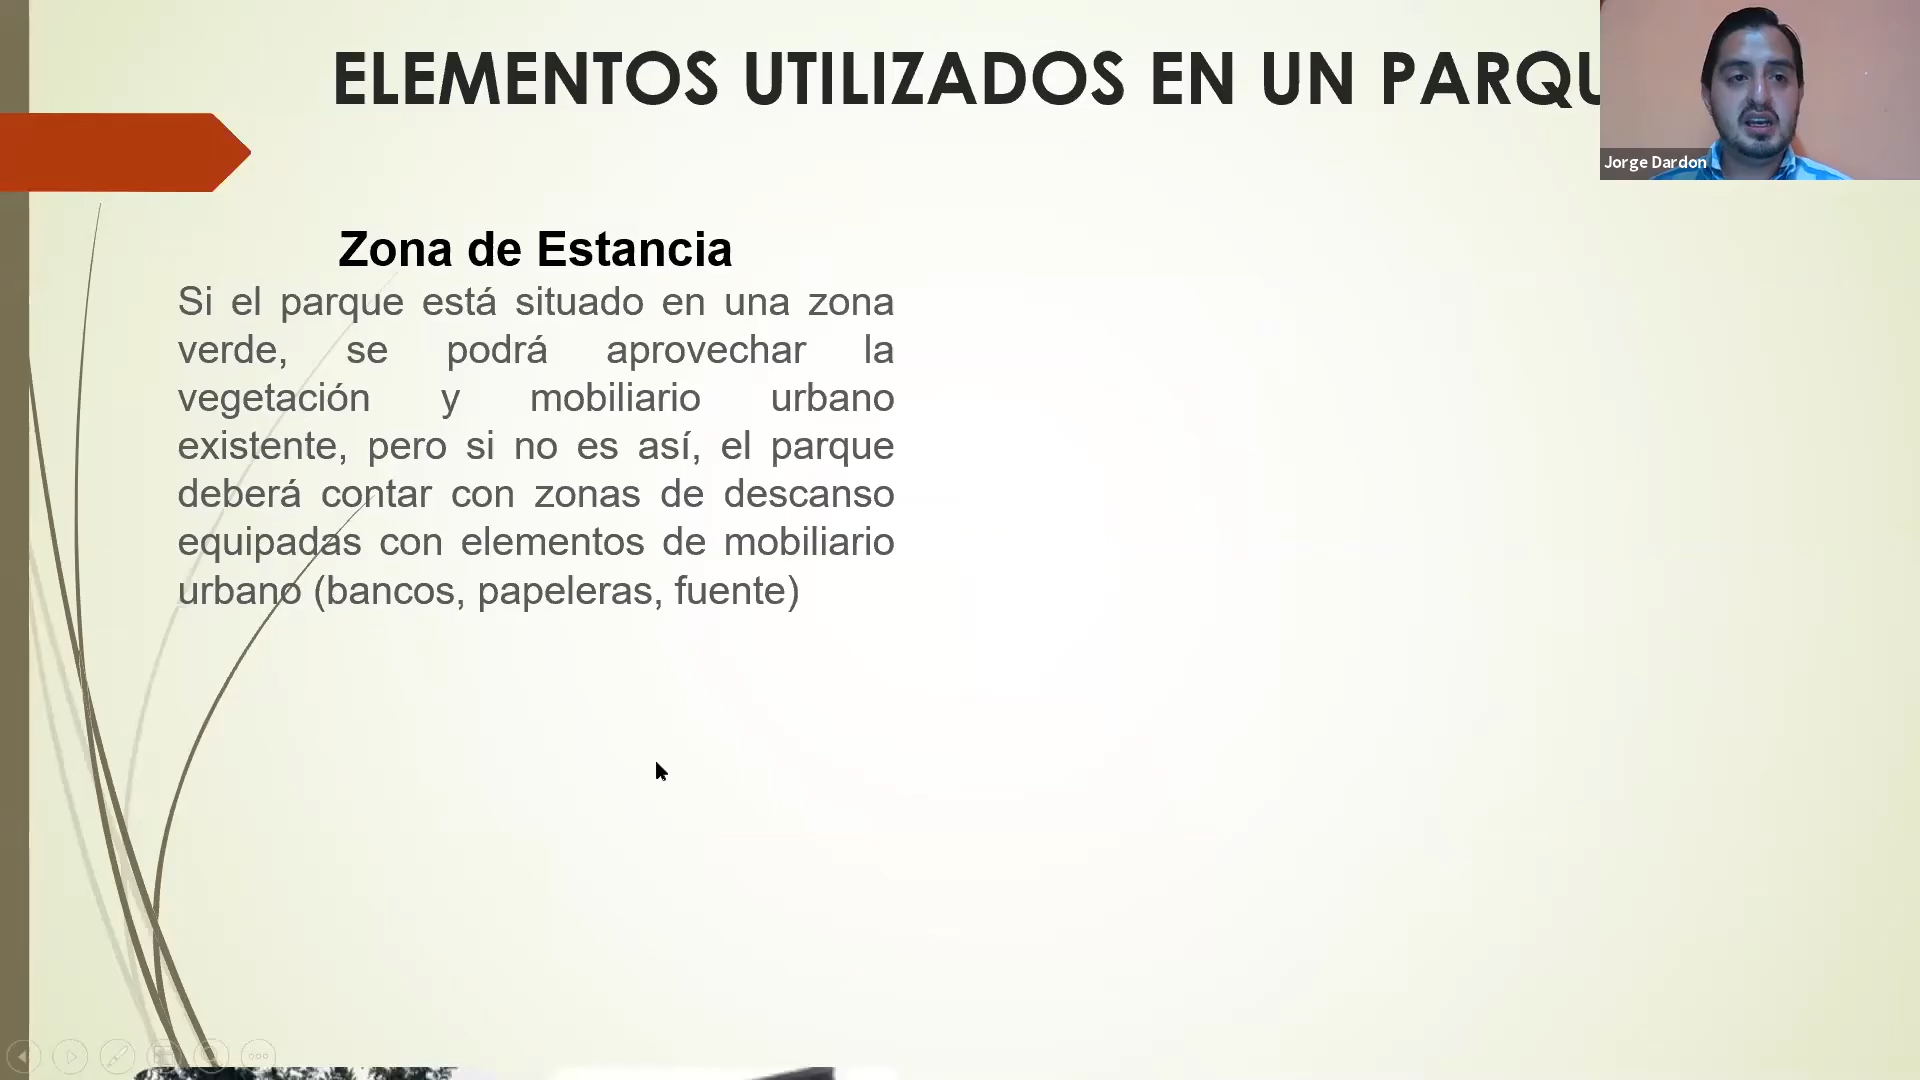 ELEMENTOS UTILIZADOS EN UN PARQU
Jorge Dardon
Zona de Estancia
Si el parque está situado en una zona
verde, se podrá aprovechar la
vegetación y mobiliario urbano
existente, pero si no es así, el parque
deberá contar con zonas de descanso
equipadas con elementos de mobiliario
urbano (bancos, papeleras, fuente)